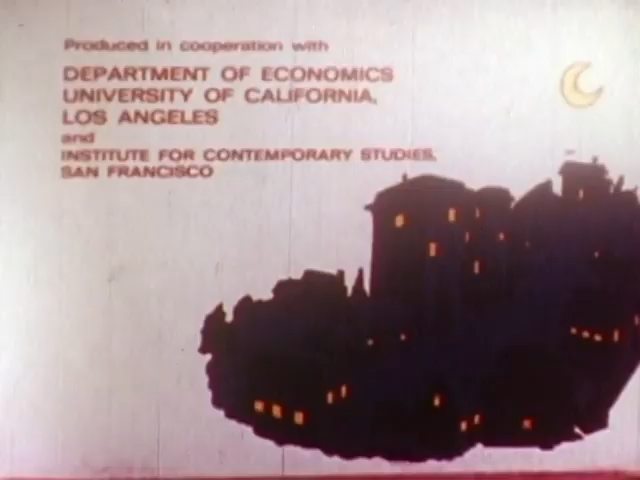 Produced in cooperation with
DEPARTMENT OF ECONOMICS
UNIVERSITY OF CALIFORNIA,
LOS ANGELES
and
INSTITUTE FOR CONTEMPORARY STUDIES,
SAN FRANCISCO